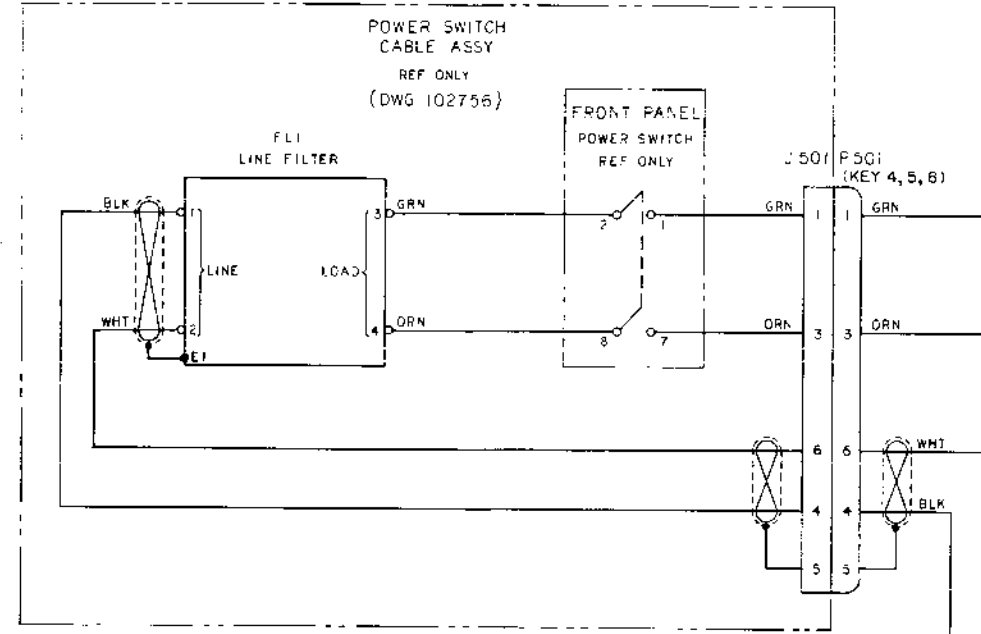 POWER SWITCH
CABLE ASSY
REF ONLY
(DWG 102756)
FRONT PANEL
POWER SWITCH
REF ONLY
FL1
LINE FILTER
J501 P501
(KEY 4, 5, 6)
BLK
1
3
GRN
2
1
GRN
1
1
GRN
LINE
LOAD
WHT
2
4
ORN
8
7
ORN
3
3
ORN
E1
6
6
WHT
4
4
BLK
5
5